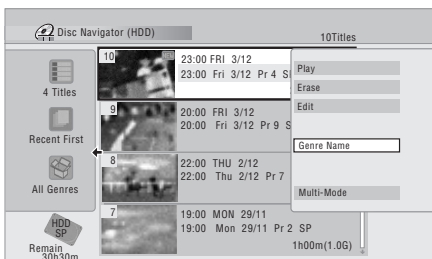 Disc Navigator (HDD)
10Titles
4 Titles
Recent First
All Genres
HDD
SP
Remain
30h30m
10
23:00 FRI 3/12
23:00 Fri 3/12 Pr 4 S
9
20:00 FRI 3/12
20:00 Fri 3/12 Pr 9 S
8
22:00 THU 2/12
22:00 Thu 2/12 Pr 7
7
19:00 MON 29/11
19:00 Mon 29/11 Pr 2 SP
1h00m(1.0G)
Play
Erase
Edit
Genre Name
Multi-Mode